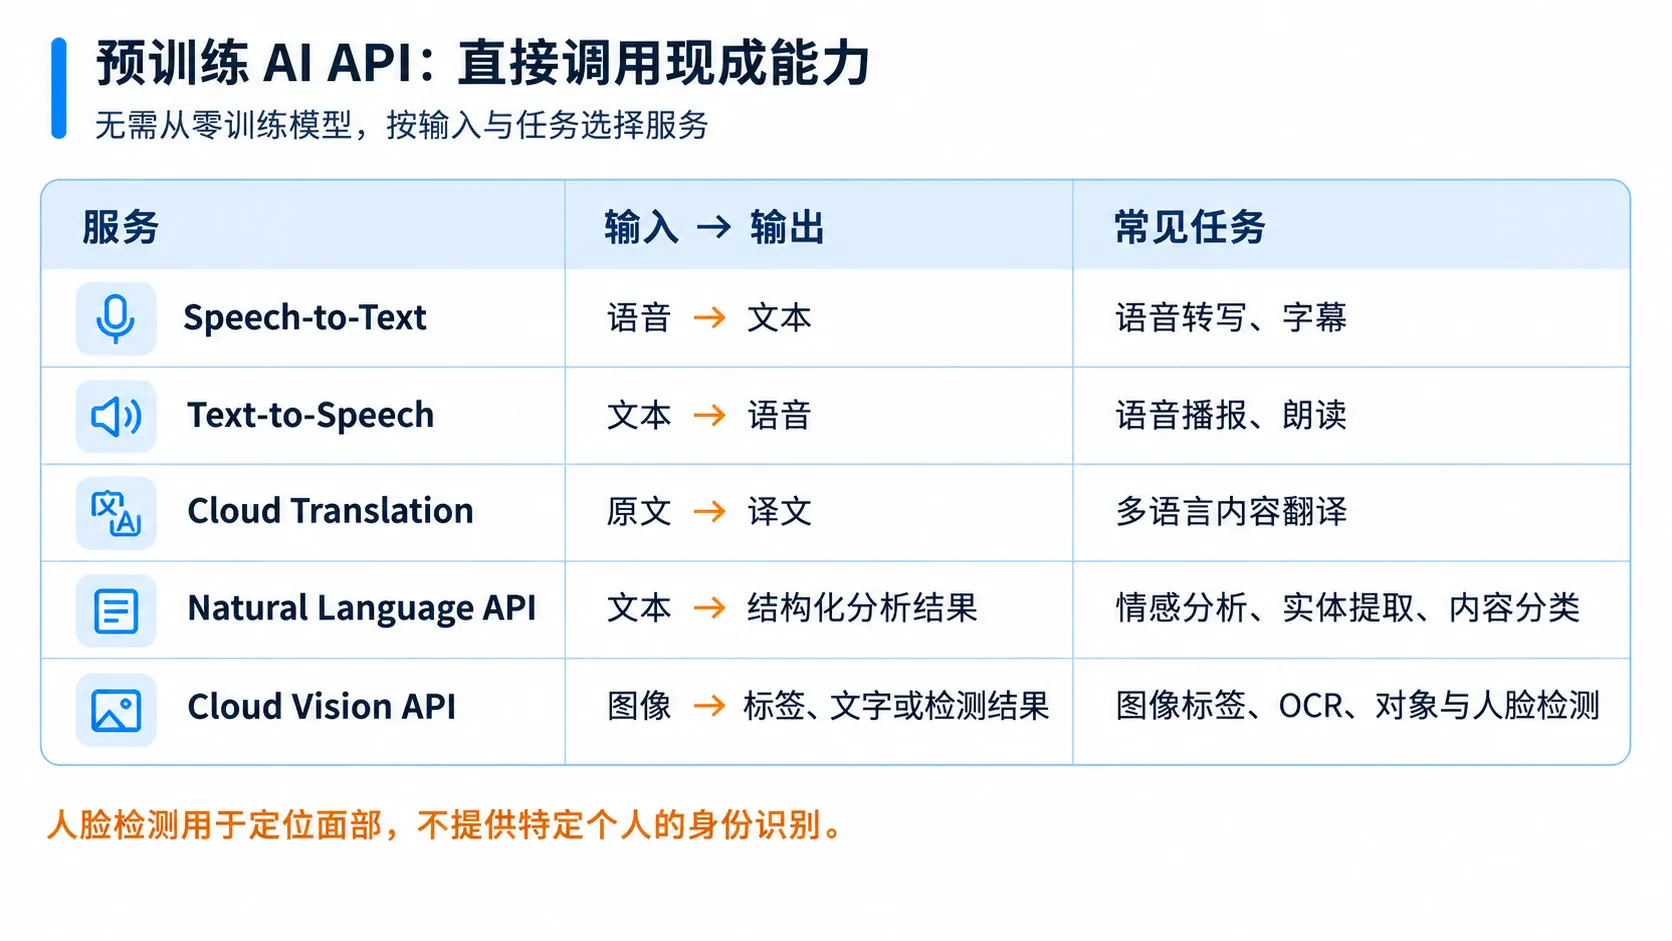 预训练 AI API：直接调用现成能力
无需从零训练模型，按输入与任务选择服务
服务 输入 → 输出 常见任务
Speech-to-Text 语音 → 文本 语音转写、字幕
Text-to-Speech 文本 → 语音 语音播报、朗读
Cloud Translation 原文 → 译文 多语言内容翻译
Natural Language API 文本 → 结构化分析结果 情感分析、实体提取、内容分类
Cloud Vision API 图像 → 标签、文字或检测结果 图像标签、OCR、对象与人脸检测
人脸检测用于定位面部，不提供特定个人的身份识别。